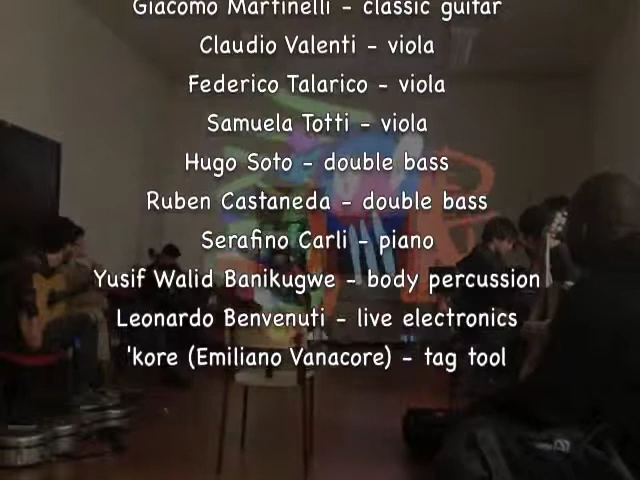 Giacomo Martinelli - classic guitar
Claudio Valenti - viola
Federico Talarico - viola
Samuela Totti - viola
Hugo Soto - double bass
Ruben Castaneda - double bass
Serafino Carli - piano
Yusif Walid Banikugwe - body percussion
Leonardo Benvenuti - live electronics
'kore (Emiliano Vanacore) - tag tool